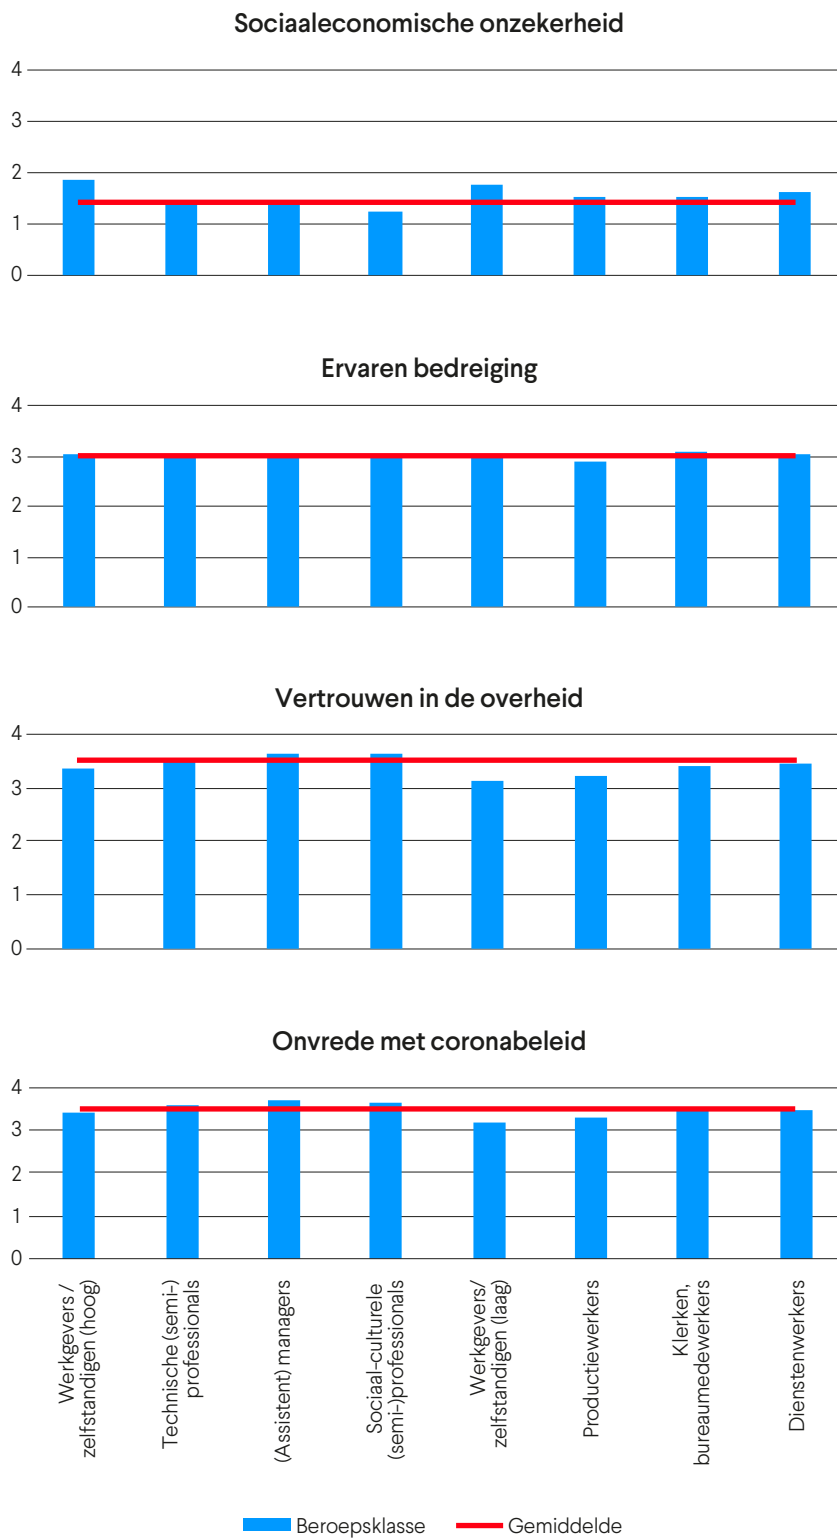 Sociaaleconomische onzekerheid
4
3
2
1
0
Ervaren bedreiging
4
3
2
1
0
Vertrouwen in de overheid
4
3
2
1
0
Onvrede met coronabeleid
4
3
2
1
0
Werkgevers /
zelfstandigen (hoog)
Technische (semi-)
professionals
(Assistent) managers
Sociaal-culturele
(semi-)professionals
Werkgevers/
zelfstandigen (laag)
Productiewerkers
Klerken,
bureaumedewerkers
Dienstenwerkers
Beroepsklasse
Gemiddelde